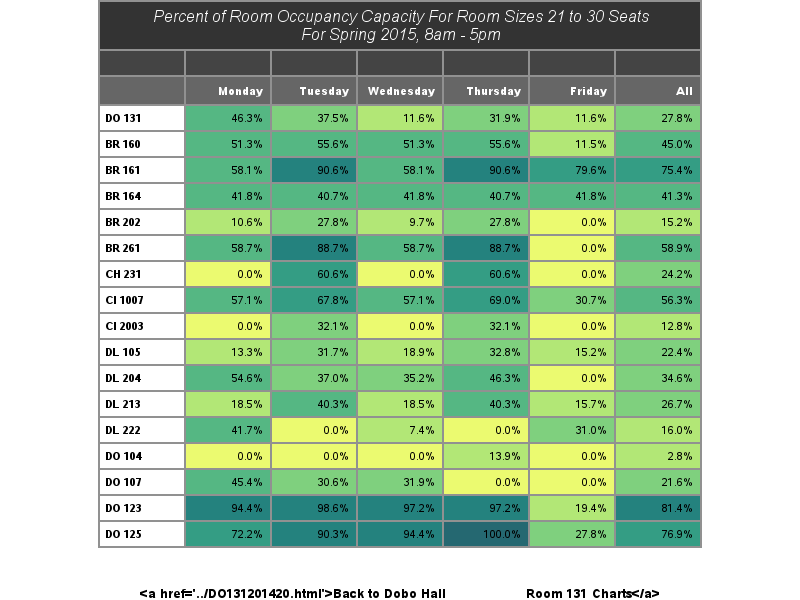 Percent of Room Occupancy Capacity For Room Sizes 21 to 30 Seats
For Spring 2015, 8am - 5pm
Monday Tuesday Wednesday Thursday Friday All
DO 131 46.3% 37.5% 11.6% 31.9% 11.6% 27.8%
BR 160 51.3% 55.6% 51.3% 55.6% 11.5% 45.0%
BR 161 58.1% 90.6% 58.1% 90.6% 79.6% 75.4%
BR 164 41.8% 40.7% 41.8% 40.7% 41.8% 41.3%
BR 202 10.6% 27.8% 9.7% 27.8% 0.0% 15.2%
BR 261 58.7% 88.7% 58.7% 88.7% 0.0% 58.9%
CH 231 0.0% 60.6% 0.0% 60.6% 0.0% 24.2%
CI 1007 57.1% 67.8% 57.1% 69.0% 30.7% 56.3%
CI 2003 0.0% 32.1% 0.0% 32.1% 0.0% 12.8%
DL 105 13.3% 31.7% 18.9% 32.8% 15.2% 22.4%
DL 204 54.6% 37.0% 35.2% 46.3% 0.0% 34.6%
DL 213 18.5% 40.3% 18.5% 40.3% 15.7% 26.7%
DL 222 41.7% 0.0% 7.4% 0.0% 31.0% 16.0%
DO 104 0.0% 0.0% 0.0% 13.9% 0.0% 2.8%
DO 107 45.4% 30.6% 31.9% 0.0% 0.0% 21.6%
DO 123 94.4% 98.6% 97.2% 97.2% 19.4% 81.4%
DO 125 72.2% 90.3% 94.4% 100.0% 27.8% 76.9%
<a href='../DO131201420.html'>Back to Dobo Hall Room 131 Charts</a>